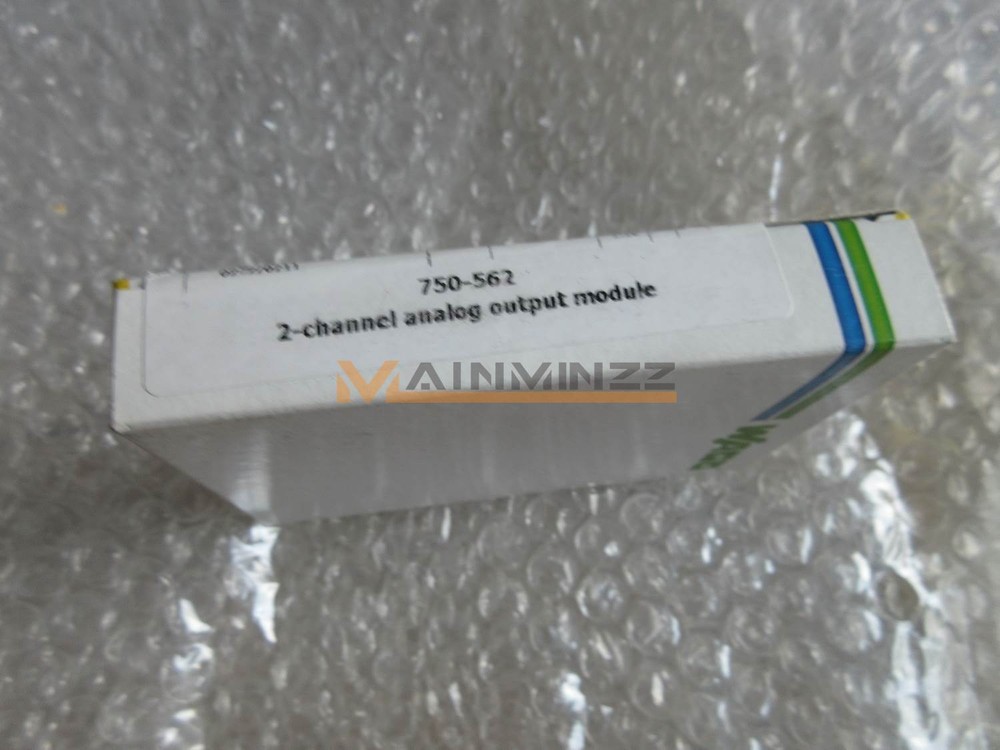 750-562
2-channel analog output module
MAINMINZZ